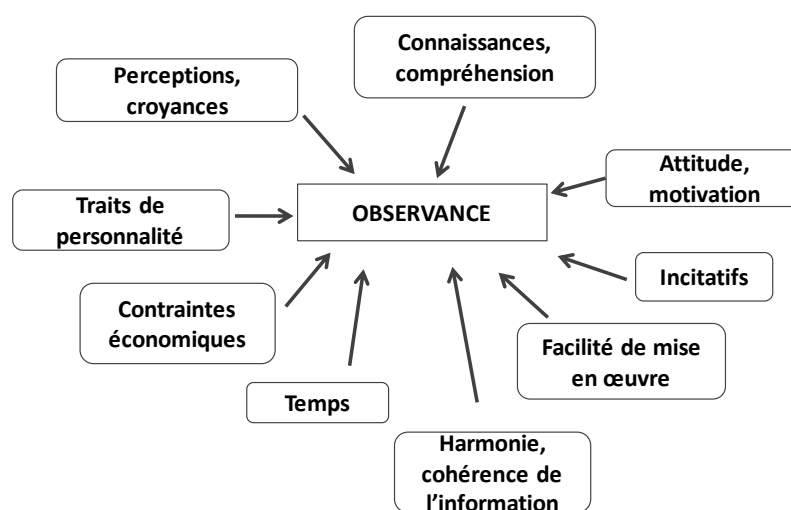 Connaissances,
compréhension
Perceptions,
croyances
Attitude,
motivation
Traits de
personnalité
OBSERVANCE
Incitatifs
Contraintes
économiques
Facilité de mise
en œuvre
Temps
Harmonie,
cohérence de
l'information